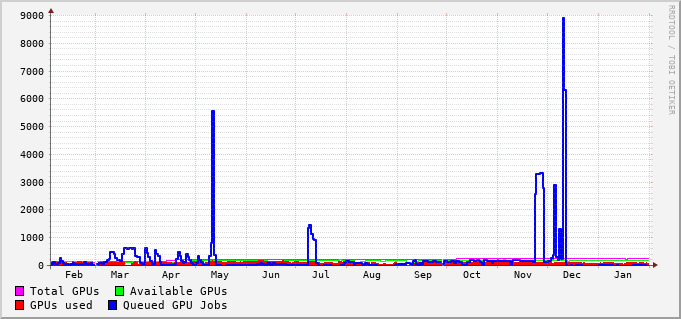 9000
8000
7000
6000
5000
4000
3000
2000
1000
0
Feb Mar Apr May Jun Jul Aug Sep Oct Nov Dec Jan
Total GPUs Available GPUs
GPUs used Queued GPU Jobs
RRDTOOL / TOBI OETIKER